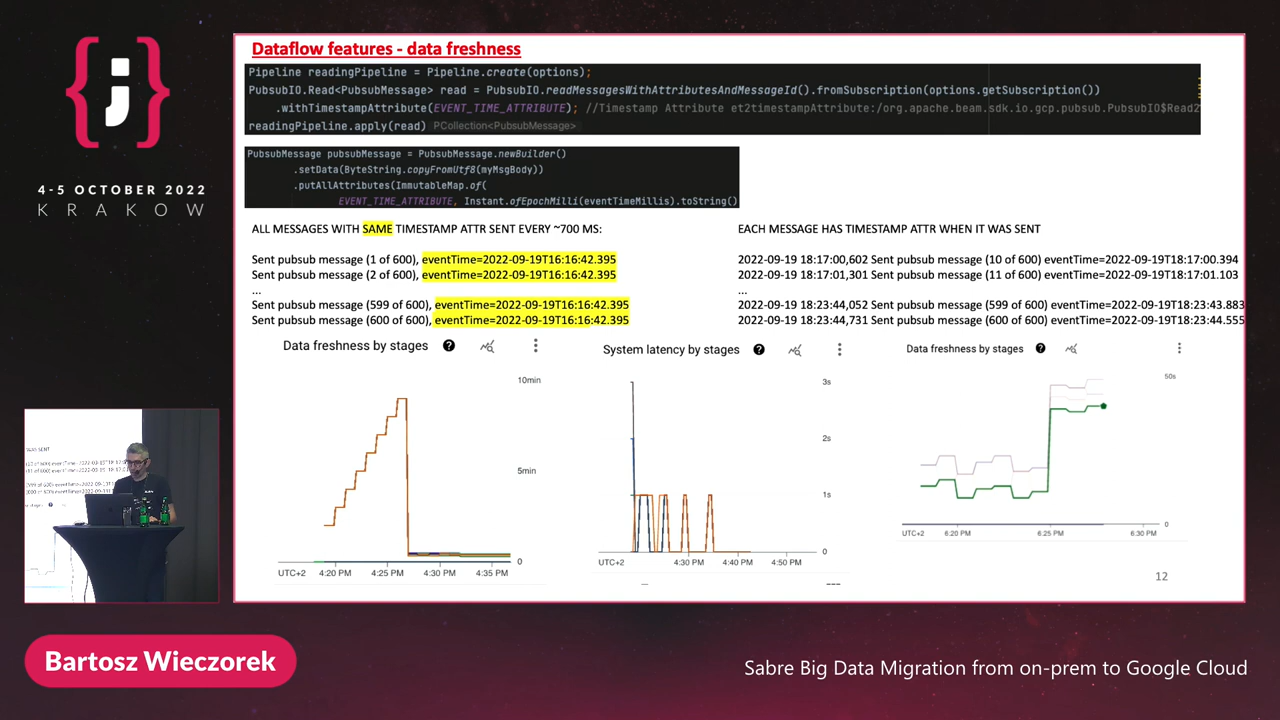 {;}
4-5 OCTOBER 2022
KRAKOW
Dataflow features - data freshness
Pipeline readingPipeline = Pipeline.create(options);
PubsubIO.Read<PubsubMessage> read = PubsubIO.readMessagesWithAttributesAndMessageId().fromSubscription(options.getSubscription())
.withTimestampAttribute(EVENT_TIME_ATTRIBUTE); //Timestamp Attribute et2timestampAttribute:/org.apache.beam.sdk.io.gcp.pubsub.PubsubIO$Read2
readingPipeline.apply(read) PCollection<PubsubMessage>
PubsubMessage pubsubMessage = PubsubMessage.newBuilder()
.setData(ByteString.copyFromUtf8(myMsgBody))
.putAllAttributes(ImmutableMap.of(
EVENT_TIME_ATTRIBUTE, Instant.ofEpochMilli(eventTimeMillis).toString()
ALL MESSAGES WITH SAME TIMESTAMP ATTR SENT EVERY ~700 MS:
Sent pubsub message (1 of 600), eventTime=2022-09-19T16:16:42.395
Sent pubsub message (2 of 600), eventTime=2022-09-19T16:16:42.395
...
Sent pubsub message (599 of 600), eventTime=2022-09-19T16:16:42.395
Sent pubsub message (600 of 600), eventTime=2022-09-19T16:16:42.395
EACH MESSAGE HAS TIMESTAMP ATTR WHEN IT WAS SENT
2022-09-19 18:17:00,602 Sent pubsub message (10 of 600) eventTime=2022-09-19T18:17:00.394
2022-09-19 18:17:01,301 Sent pubsub message (11 of 600) eventTime=2022-09-19T18:17:01.103
...
2022-09-19 18:23:44,052 Sent pubsub message (599 of 600) eventTime=2022-09-19T18:23:43.883
2022-09-19 18:23:44,731 Sent pubsub message (600 of 600) eventTime=2022-09-19T18:23:44.555
Data freshness by stages
10min
5min
0
UTC+2 4:20 PM 4:25 PM 4:30 PM 4:35 PM
System latency by stages
3s
2s
1s
0
UTC+2 4:30 PM 4:40 PM 4:50 PM
Data freshness by stages
50s
0
UTC+2 6:20 PM 6:25 PM 6:30 PM
12
Bartosz Wieczorek
Sabre Big Data Migration from on-prem to Google Cloud